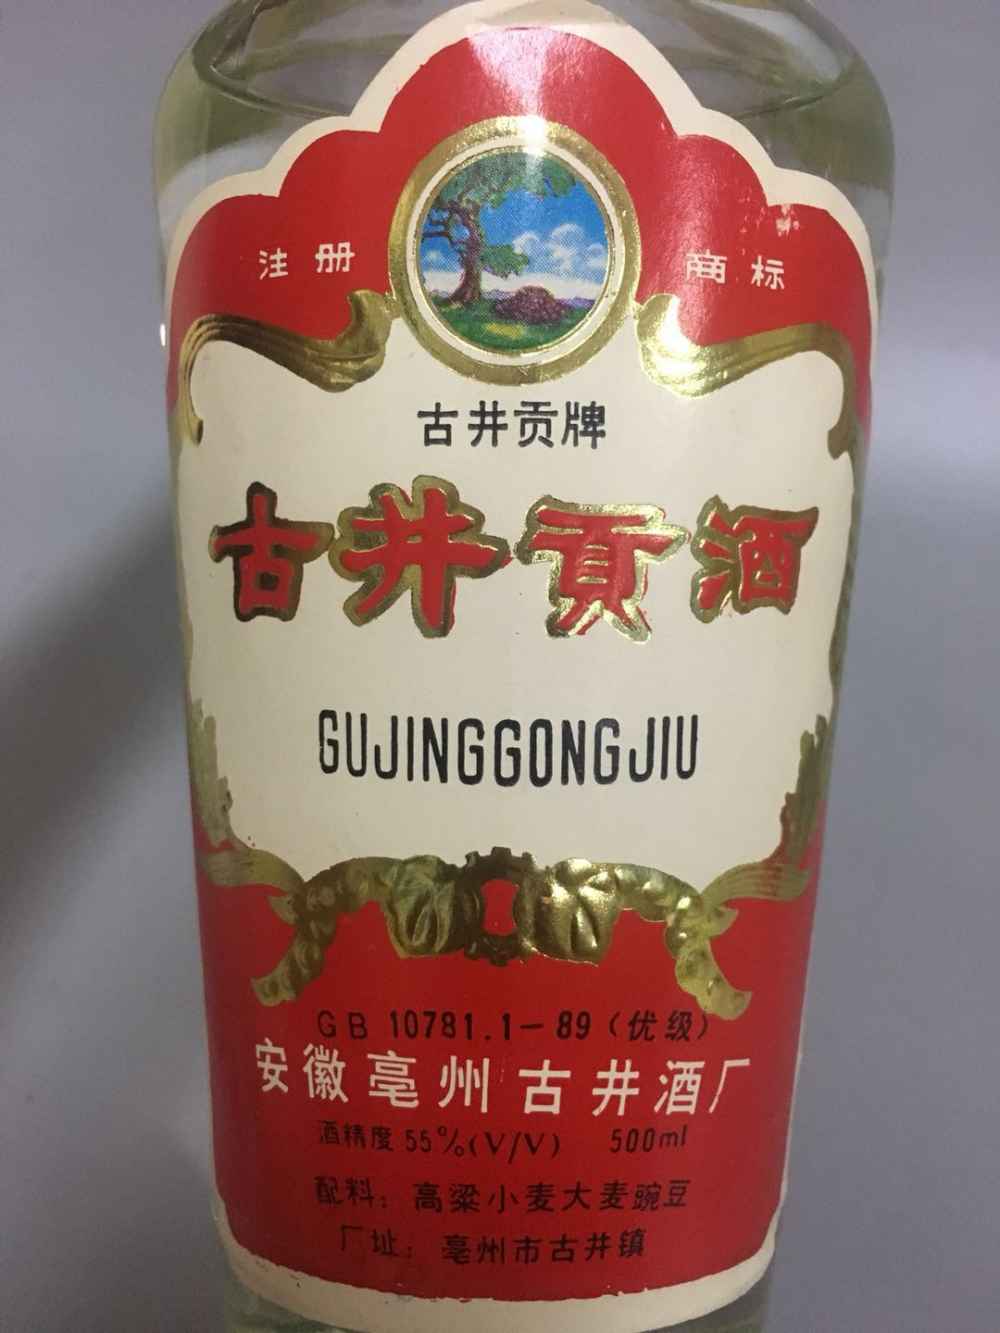 注册 商标
古井贡牌
古井贡酒
GUJINGGONGJIU
GB 10781.1-89(优级)
安徽亳州古井酒厂
酒精度 55%(V/V) 500ml
配料: 高粱小麦大麦豌豆
厂址: 亳州市古井镇